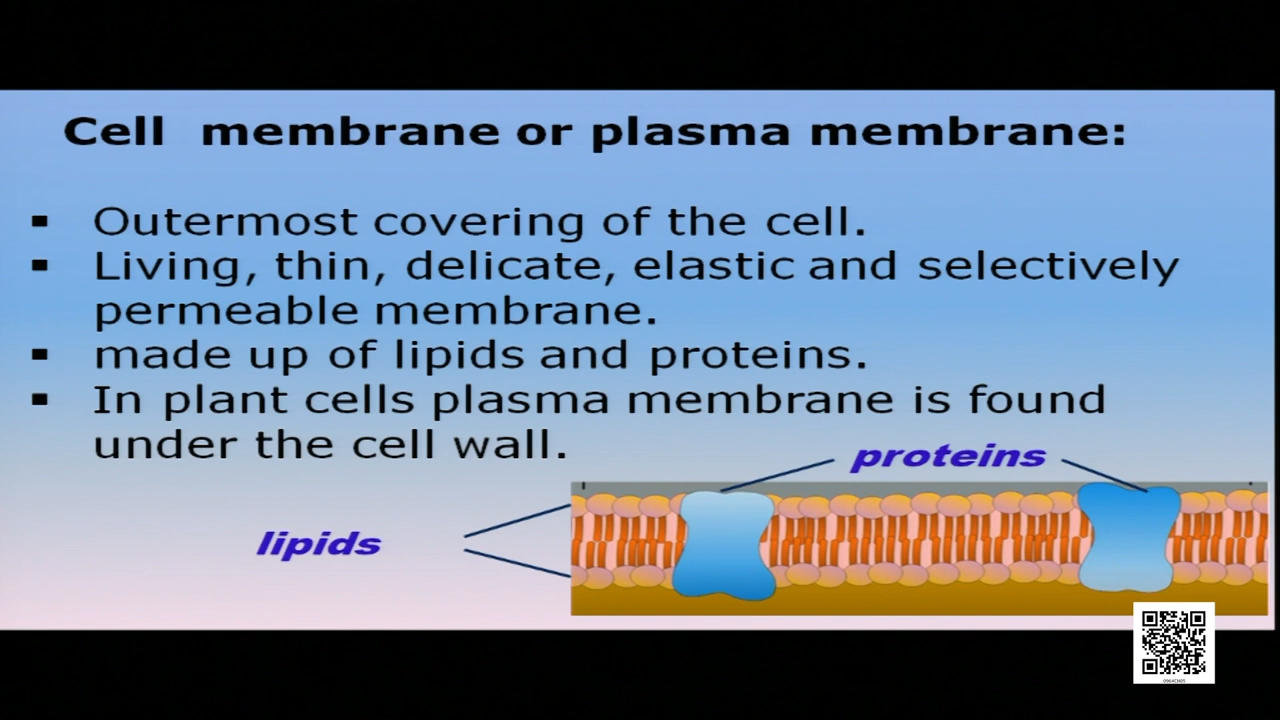 Cell membrane or plasma membrane:
▪ Outermost covering of the cell.
▪ Living, thin, delicate, elastic and selectively
permeable membrane.
▪ made up of lipids and proteins.
▪ In plant cells plasma membrane is found
under the cell wall.
proteins
lipids
0964CH05